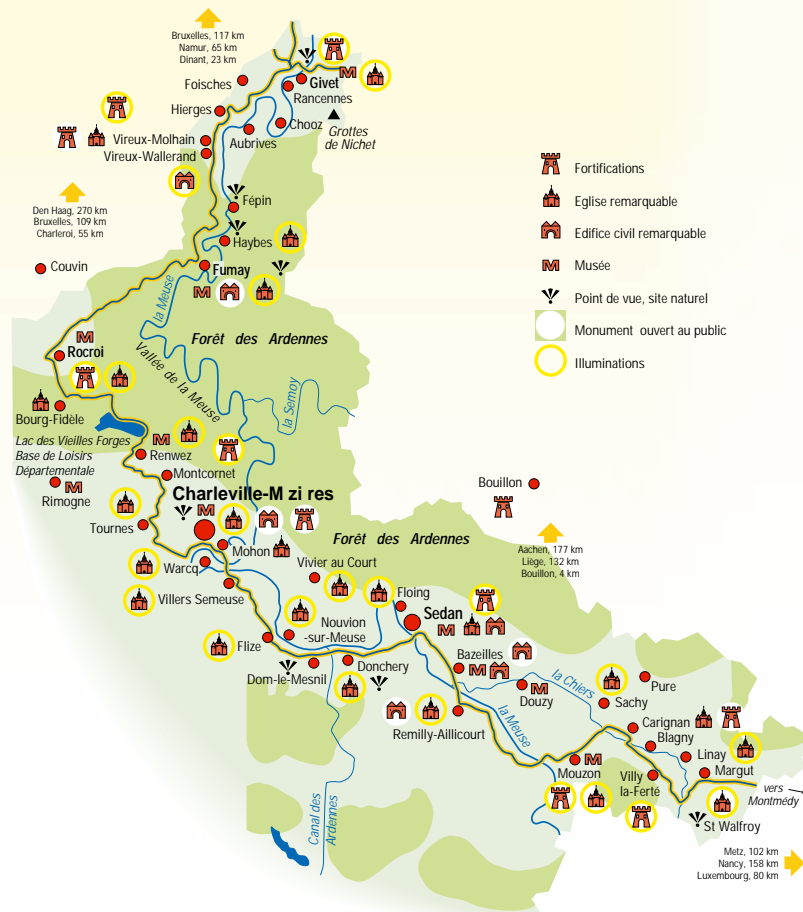 Bruxelles, 117 km
Namur, 65 km
Dinant, 23 km
Foisches
Givet
M
Rancennes
Hierges
Chooz
Grottes
de Nichet
Aubrives
Vireux-Molhain
Vireux-Wallerand
Den Haag, 270 km
Bruxelles, 109 km
Charleroi, 55 km
Fépin
Haybes
Couvin
Fumay
M
la Meuse
Fortifications
Eglise remarquable
Edifice civil remarquable
M Musée
Point de vue, site naturel
Monument ouvert au public
Illuminations
Forêt des Ardennes
M
Rocroi
Vallée de la Meuse
la Semoy
Bourg-Fidèle
Lac des Vieilles Forges
Base de Loisirs
Départementale
M
Renwez
Montcornet
M
Rimogne
Charleville-M zi res
M
Tournes
Bouillon
Mohon
Forêt des Ardennes
Aachen, 177 km
Liège, 132 km
Bouillon, 4 km
Warcq
Vivier au Court
Villers Semeuse
Floing
Sedan
M
Nouvion
-sur-Meuse
Flize
Bazeilles
M
Dom-le-Mesnil
Donchery
Douzy
M
la Chiers
Pure
Sachy
Remilly-Aillicourt
la Meuse
Carignan
Blagny
Linay
Margut
Mouzon
M
Villy
la-Ferté
vers
Montmédy
St Walfroy
Canal des
Ardennes
Metz, 102 km
Nancy, 158 km
Luxembourg, 80 km